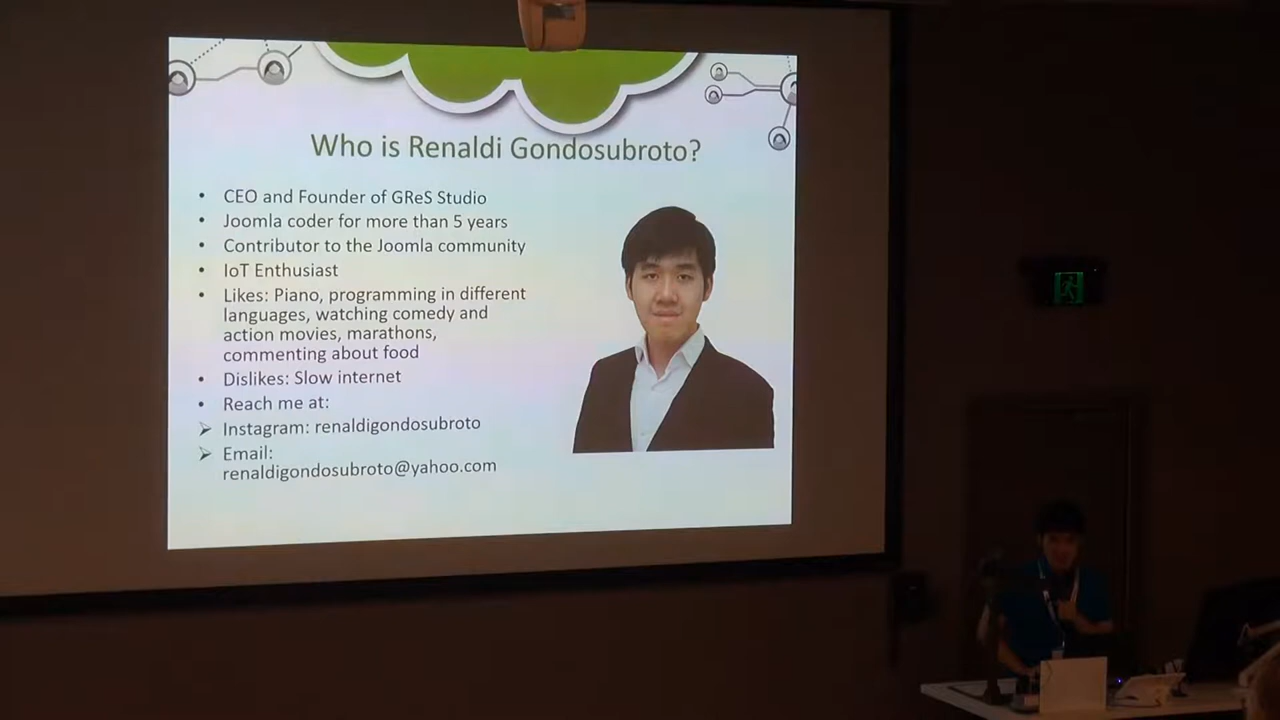 Who is Renaldi Gondosubroto?
• CEO and Founder of GReS Studio
• Joomla coder for more than 5 years
• Contributor to the Joomla community
• IoT Enthusiast
• Likes: Piano, programming in different
languages, watching comedy and
action movies, marathons,
commenting about food
• Dislikes: Slow internet
• Reach me at:
➢ Instagram: renaldigondosubroto
➢ Email:
renaldigondosubroto@yahoo.com